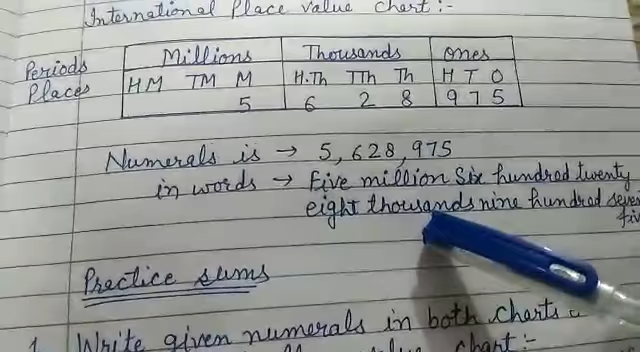 International Place value chart :-
Periods Millions Thousands Ones
Places HM TM M H.Th TTh Th H T O
5 6 2 8 9 7 5
Numerals is → 5,628,975
in words → Five million Six hundred twenty
eight thousands nine hundred
Practice sums
1. Write given numerals in both charts
chart :-